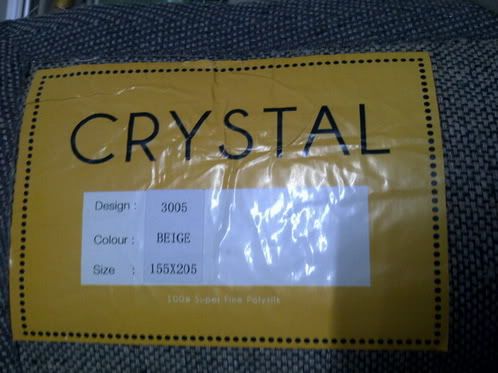 CRYSTAL
Design : 3005
Colour : BEIGE
Size : 155X205
100% Super Fine Polysilk